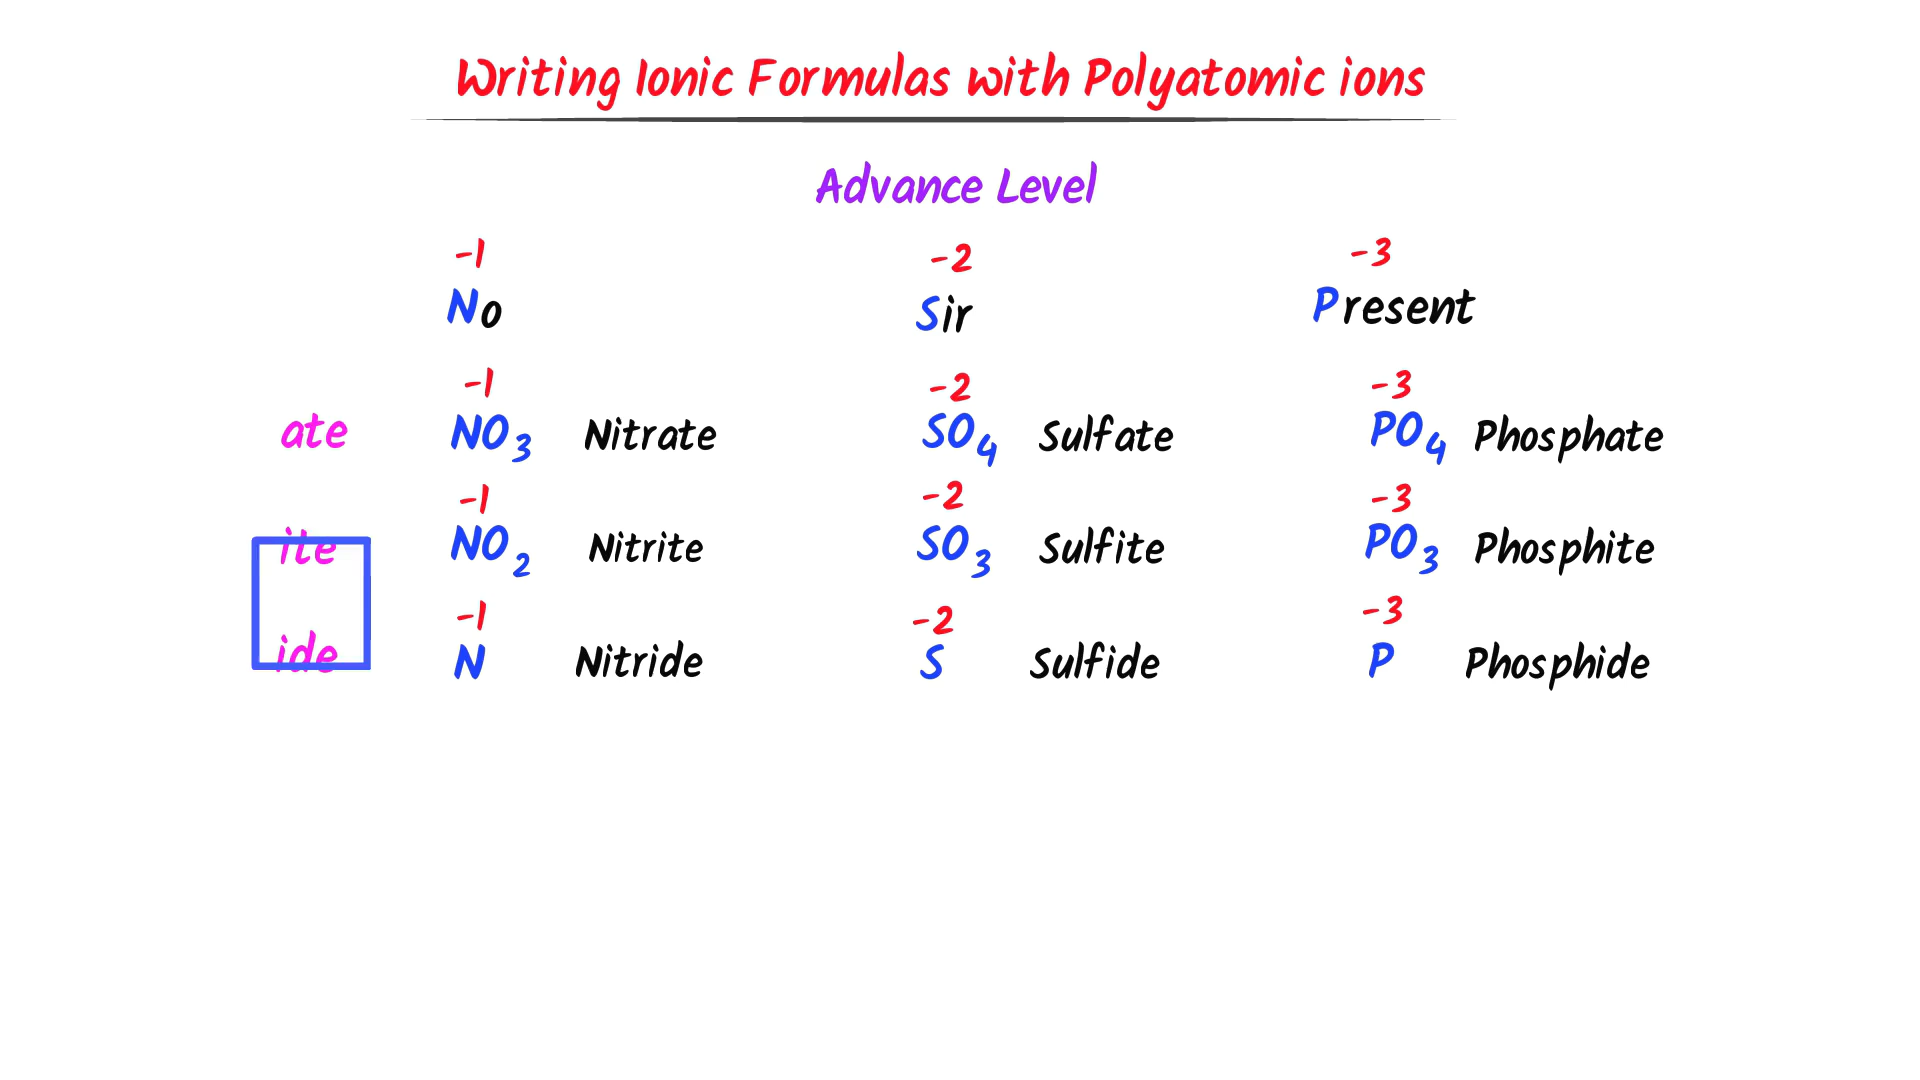 Writing Ionic Formulas with Polyatomic ions
Advance Level
-1 -2 -3
No Sir Present
-1 -2 -3
ate NO3 Nitrate SO4 Sulfate PO4 Phosphate
-1 -2 -3
ite NO2 Nitrite SO3 Sulfite PO3 Phosphite
-1 -2 -3
ide N Nitride S Sulfide P Phosphide